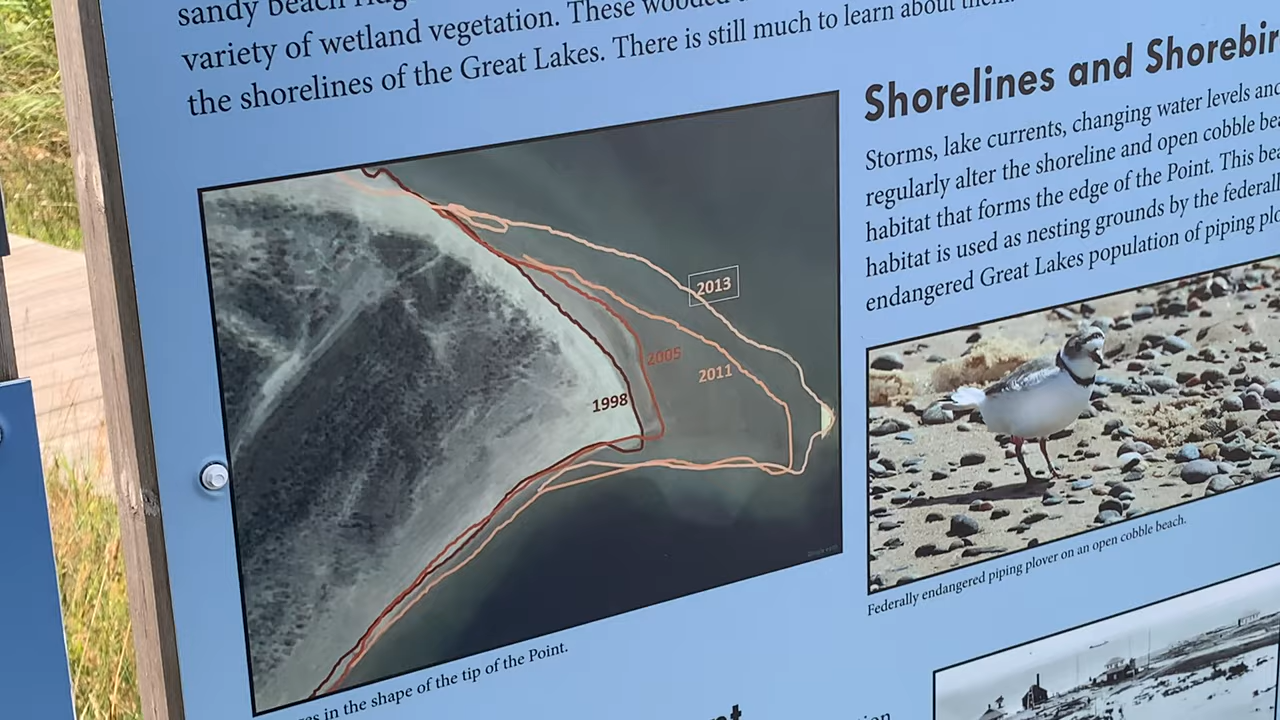 sandy beach
variety of wetland vegetation. These wooded
the shorelines of the Great Lakes. There is still much to learn about them.
2013
2005
2011
1998
in the shape of the tip of the Point.
Shorelines and Shorebir
Storms, lake currents, changing water levels and
regularly alter the shoreline and open cobble bea
habitat that forms the edge of the Point. This bea
habitat is used as nesting grounds by the federall
endangered Great Lakes population of piping plo
Federally endangered piping plover on an open cobble beach.